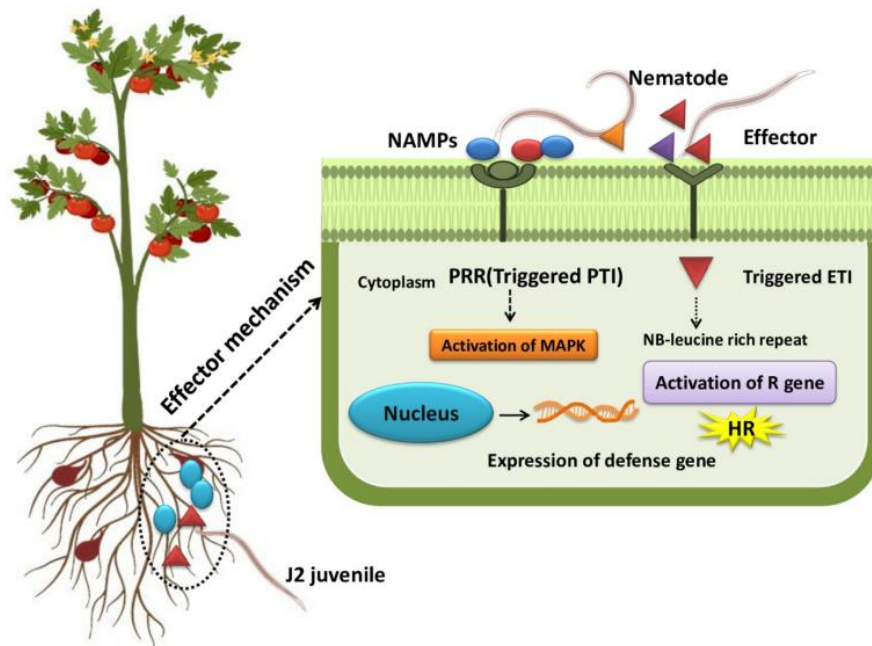 Nematode
NAMPs
Effector
Cytoplasm
PRR(Triggered PTI)
Triggered ETI
Effector mechanism
Activation of MAPK
NB-leucine rich repeat
Activation of R gene
Nucleus
HR
Expression of defense gene
J2 juvenile